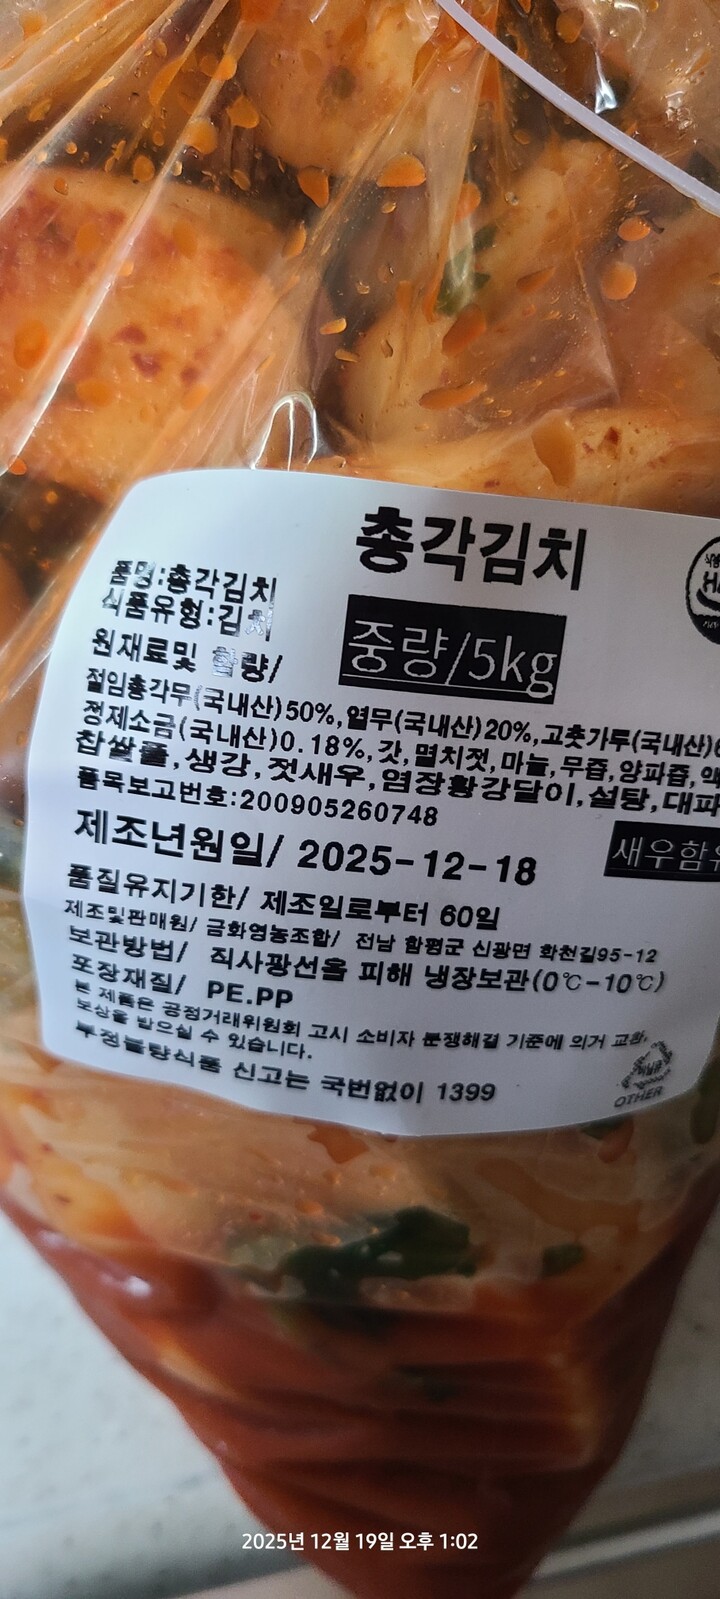 총각김치
품명:총각김치
식품유형:김치
중량/5kg
원재료및 함량/
절임총각무(국내산)50%,열무(국내산)20%,고춧가루(국내산)
정제소금(국내산)0.18%,갓,멸치젓,마늘,무즙,양파즙,
찹쌀풀,생강,젓새우,염장황강달이,설탕,대파
품목보고번호:200905260748
새우함유
제조년원일/ 2025-12-18
품질유지기한/ 제조일로부터 60일
제조및판매원/ 금화영농조합/ 전남 함평군 신광면 화천길95-12
보관방법/ 직사광선을 피해 냉장보관(0℃-10℃)
포장재질/ PE.PP
본 제품은 공정거래위원회 고시 소비자 분쟁해결 기준에 의거 교환,
보상을 받으실 수 있습니다.
부정불량식품 신고는 국번없이 1399
OTHER
2025년 12월 19일 오후 1:02